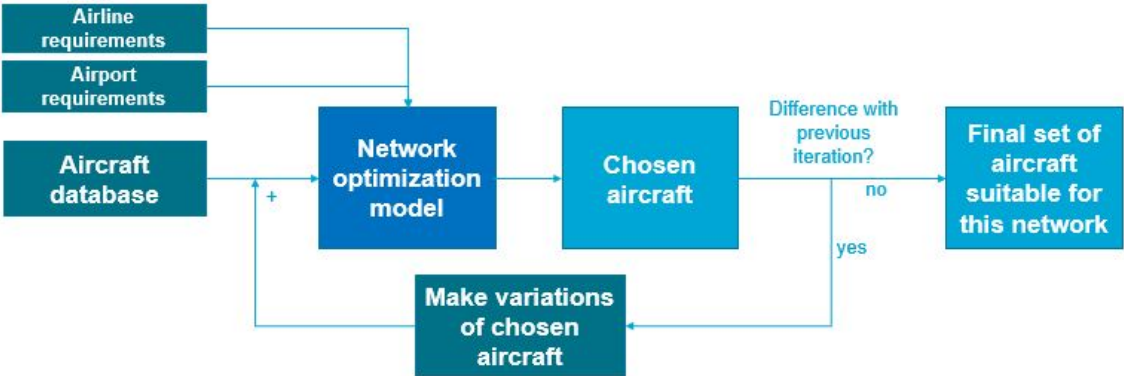 Airline
requirements
Airport
requirements
Aircraft
database
+
Network
optimization
model
Chosen
aircraft
Difference with
previous
iteration?
no
yes
Final set of
aircraft
suitable for
this network
Make variations
of chosen
aircraft